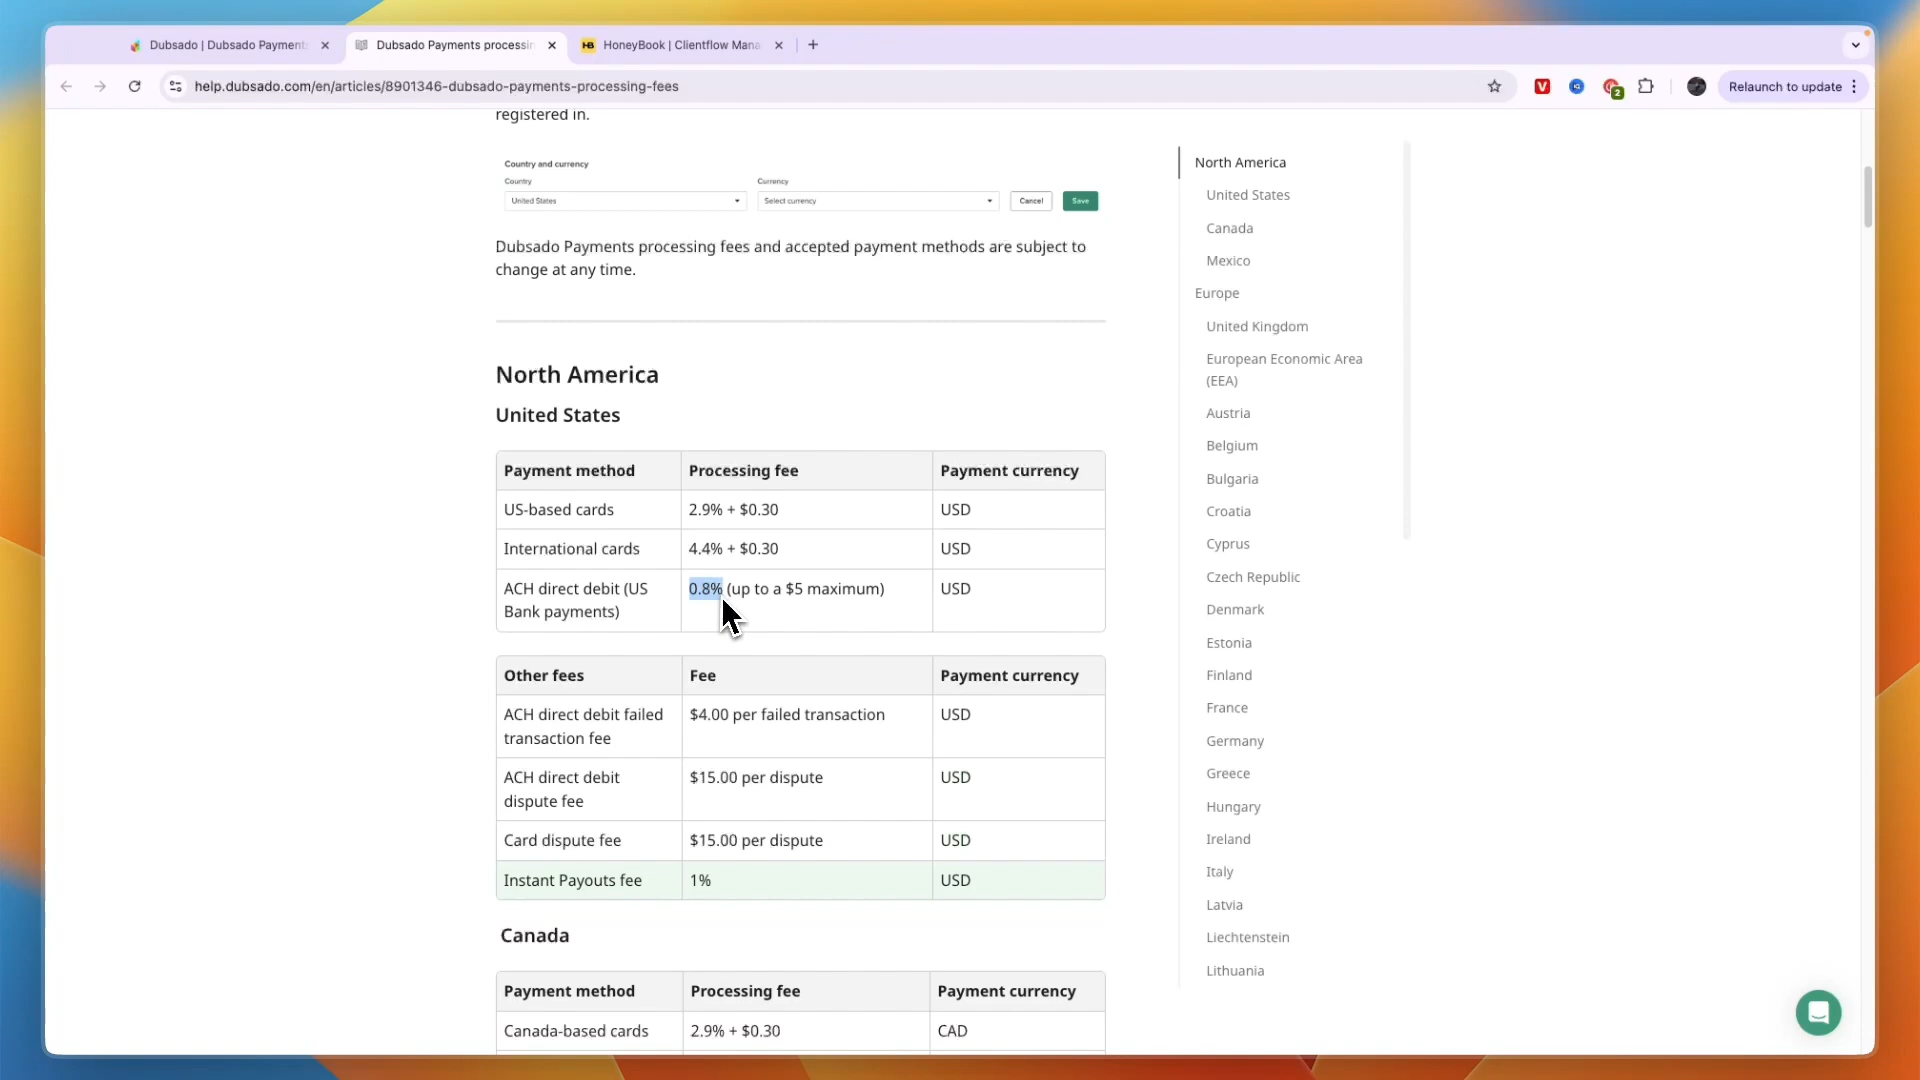 Dubsado | Dubsado Payments
Dubsado Payments processin
HB
HoneyBook | Clientflow Mana
help.dubsado.com/en/articles/8901346-dubsado-payments-processing-fees
V
2
Relaunch to update
registered in.
Country and currency
Country
Currency
United States
Select currency
Cancel
Save
Dubsado Payments processing fees and accepted payment methods are subject to
change at any time.
North America
United States
Payment method
Processing fee
Payment currency
US-based cards
2.9% + $0.30
USD
International cards
4.4% + $0.30
USD
ACH direct debit (US
Bank payments)
0.8% (up to a $5 maximum)
USD
Other fees
Fee
Payment currency
ACH direct debit failed
transaction fee
$4.00 per failed transaction
USD
ACH direct debit
dispute fee
$15.00 per dispute
USD
Card dispute fee
$15.00 per dispute
USD
Instant Payouts fee
1%
USD
Canada
Payment method
Processing fee
Payment currency
Canada-based cards
2.9% + $0.30
CAD
North America
United States
Canada
Mexico
Europe
United Kingdom
European Economic Area
(EEA)
Austria
Belgium
Bulgaria
Croatia
Cyprus
Czech Republic
Denmark
Estonia
Finland
France
Germany
Greece
Hungary
Ireland
Italy
Latvia
Liechtenstein
Lithuania